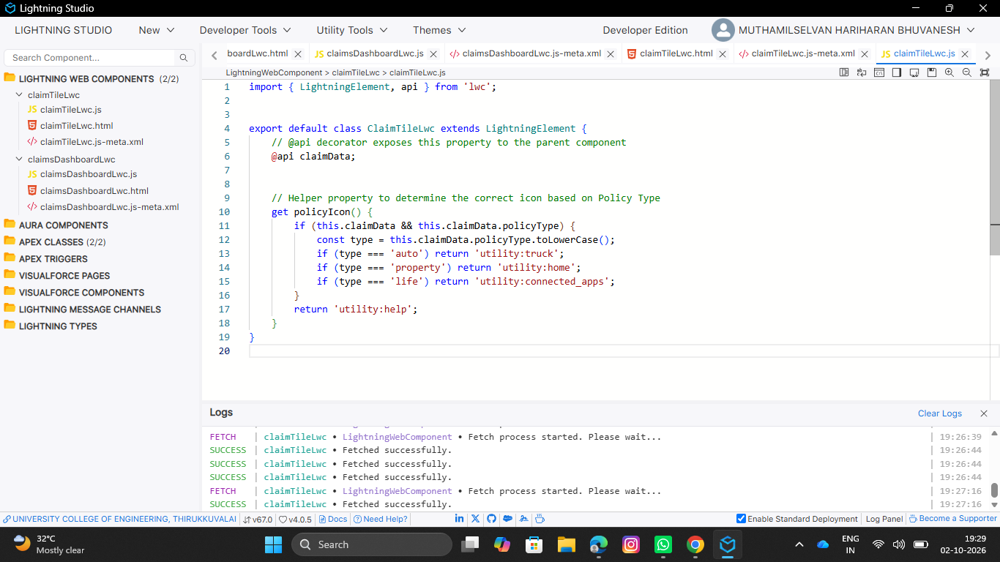 Lightning Studio
LIGHTNING STUDIO New Developer Tools Utility Tools Themes Developer Edition MUTHAMILSELVAN HARIHARAN BHUVANESH
Search Component...
LIGHTNING WEB COMPONENTS (2/2)
claimTileLwc
JS claimTileLwc.js
claimTileLwc.html
</> claimTileLwc.js-meta.xml
claimsDashboardLwc
JS claimsDashboardLwc.js
claimsDashboardLwc.html
</> claimsDashboardLwc.js-meta.xml
AURA COMPONENTS
APEX CLASSES (2/2)
APEX TRIGGERS
VISUALFORCE PAGES
VISUALFORCE COMPONENTS
LIGHTNING MESSAGE CHANNELS
LIGHTNING TYPES
boardLwc.html JS claimsDashboardLwc.js </> claimsDashboardLwc.js-meta.xml claimTileLwc.html </> claimTileLwc.js-meta.xml JS claimTileLwc.js
LightningWebComponent > claimTileLwc > claimTileLwc.js
1 import { LightningElement, api } from 'lwc';
2
3
4 export default class ClaimTileLwc extends LightningElement {
5 // @api decorator exposes this property to the parent component
6 @api claimData;
7
8
9 // Helper property to determine the correct icon based on Policy Type
10 get policyIcon() {
11 if (this.claimData && this.claimData.policyType) {
12 const type = this.claimData.policyType.toLowerCase();
13 if (type === 'auto') return 'utility:truck';
14 if (type === 'property') return 'utility:home';
15 if (type === 'life') return 'utility:connected_apps';
16 }
17 return 'utility:help';
18 }
19 }
20
Logs Clear Logs
FETCH | claimTileLwc • LightningWebComponent • Fetch process started. Please wait... | 19:26:39
SUCCESS | claimTileLwc • Fetched successfully. | 19:26:44
SUCCESS | claimTileLwc • Fetched successfully. | 19:26:44
SUCCESS | claimTileLwc • Fetched successfully. | 19:26:44
FETCH | claimTileLwc • LightningWebComponent • Fetch process started. Please wait... | 19:27:16
SUCCESS | claimTileLwc • Fetched successfully. | 19:27:16
UNIVERSITY COLLEGE OF ENGINEERING, THIRUKKUVALAI v67.0 v4.0.5 Docs Need Help? Enable Standard Deployment Log Panel Become a Supporter
32°C
Mostly clear
Search
ENG
IN
19:29
02-10-2026